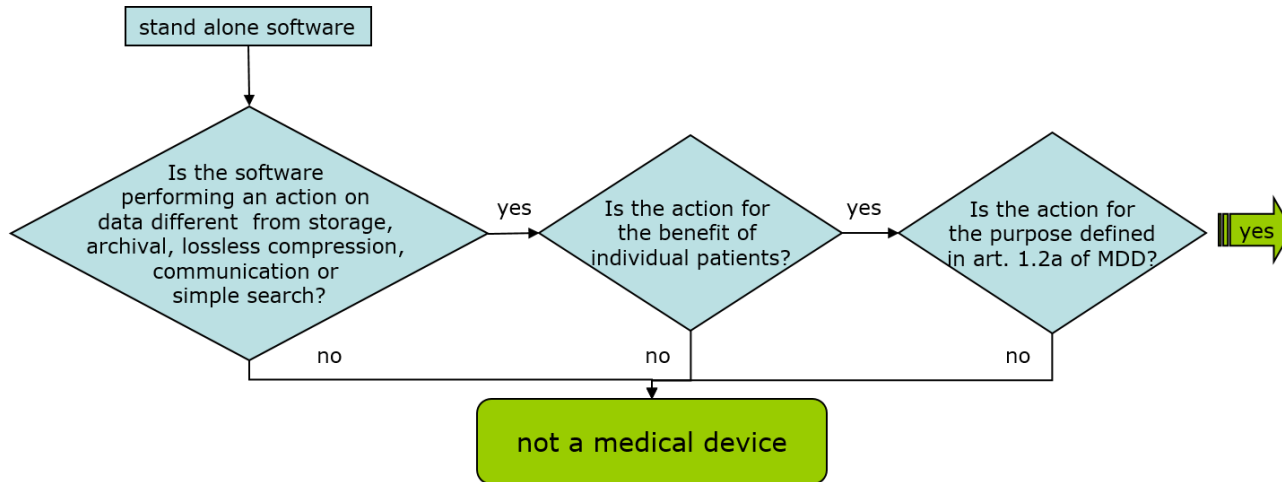 stand alone software
Is the software
performing an action on
data different from storage,
archival, lossless compression,
communication or
simple search?
yes
Is the action for
the benefit of
individual patients?
yes
Is the action for
the purpose defined
in art. 1.2a of MDD?
yes
no
no
no
not a medical device